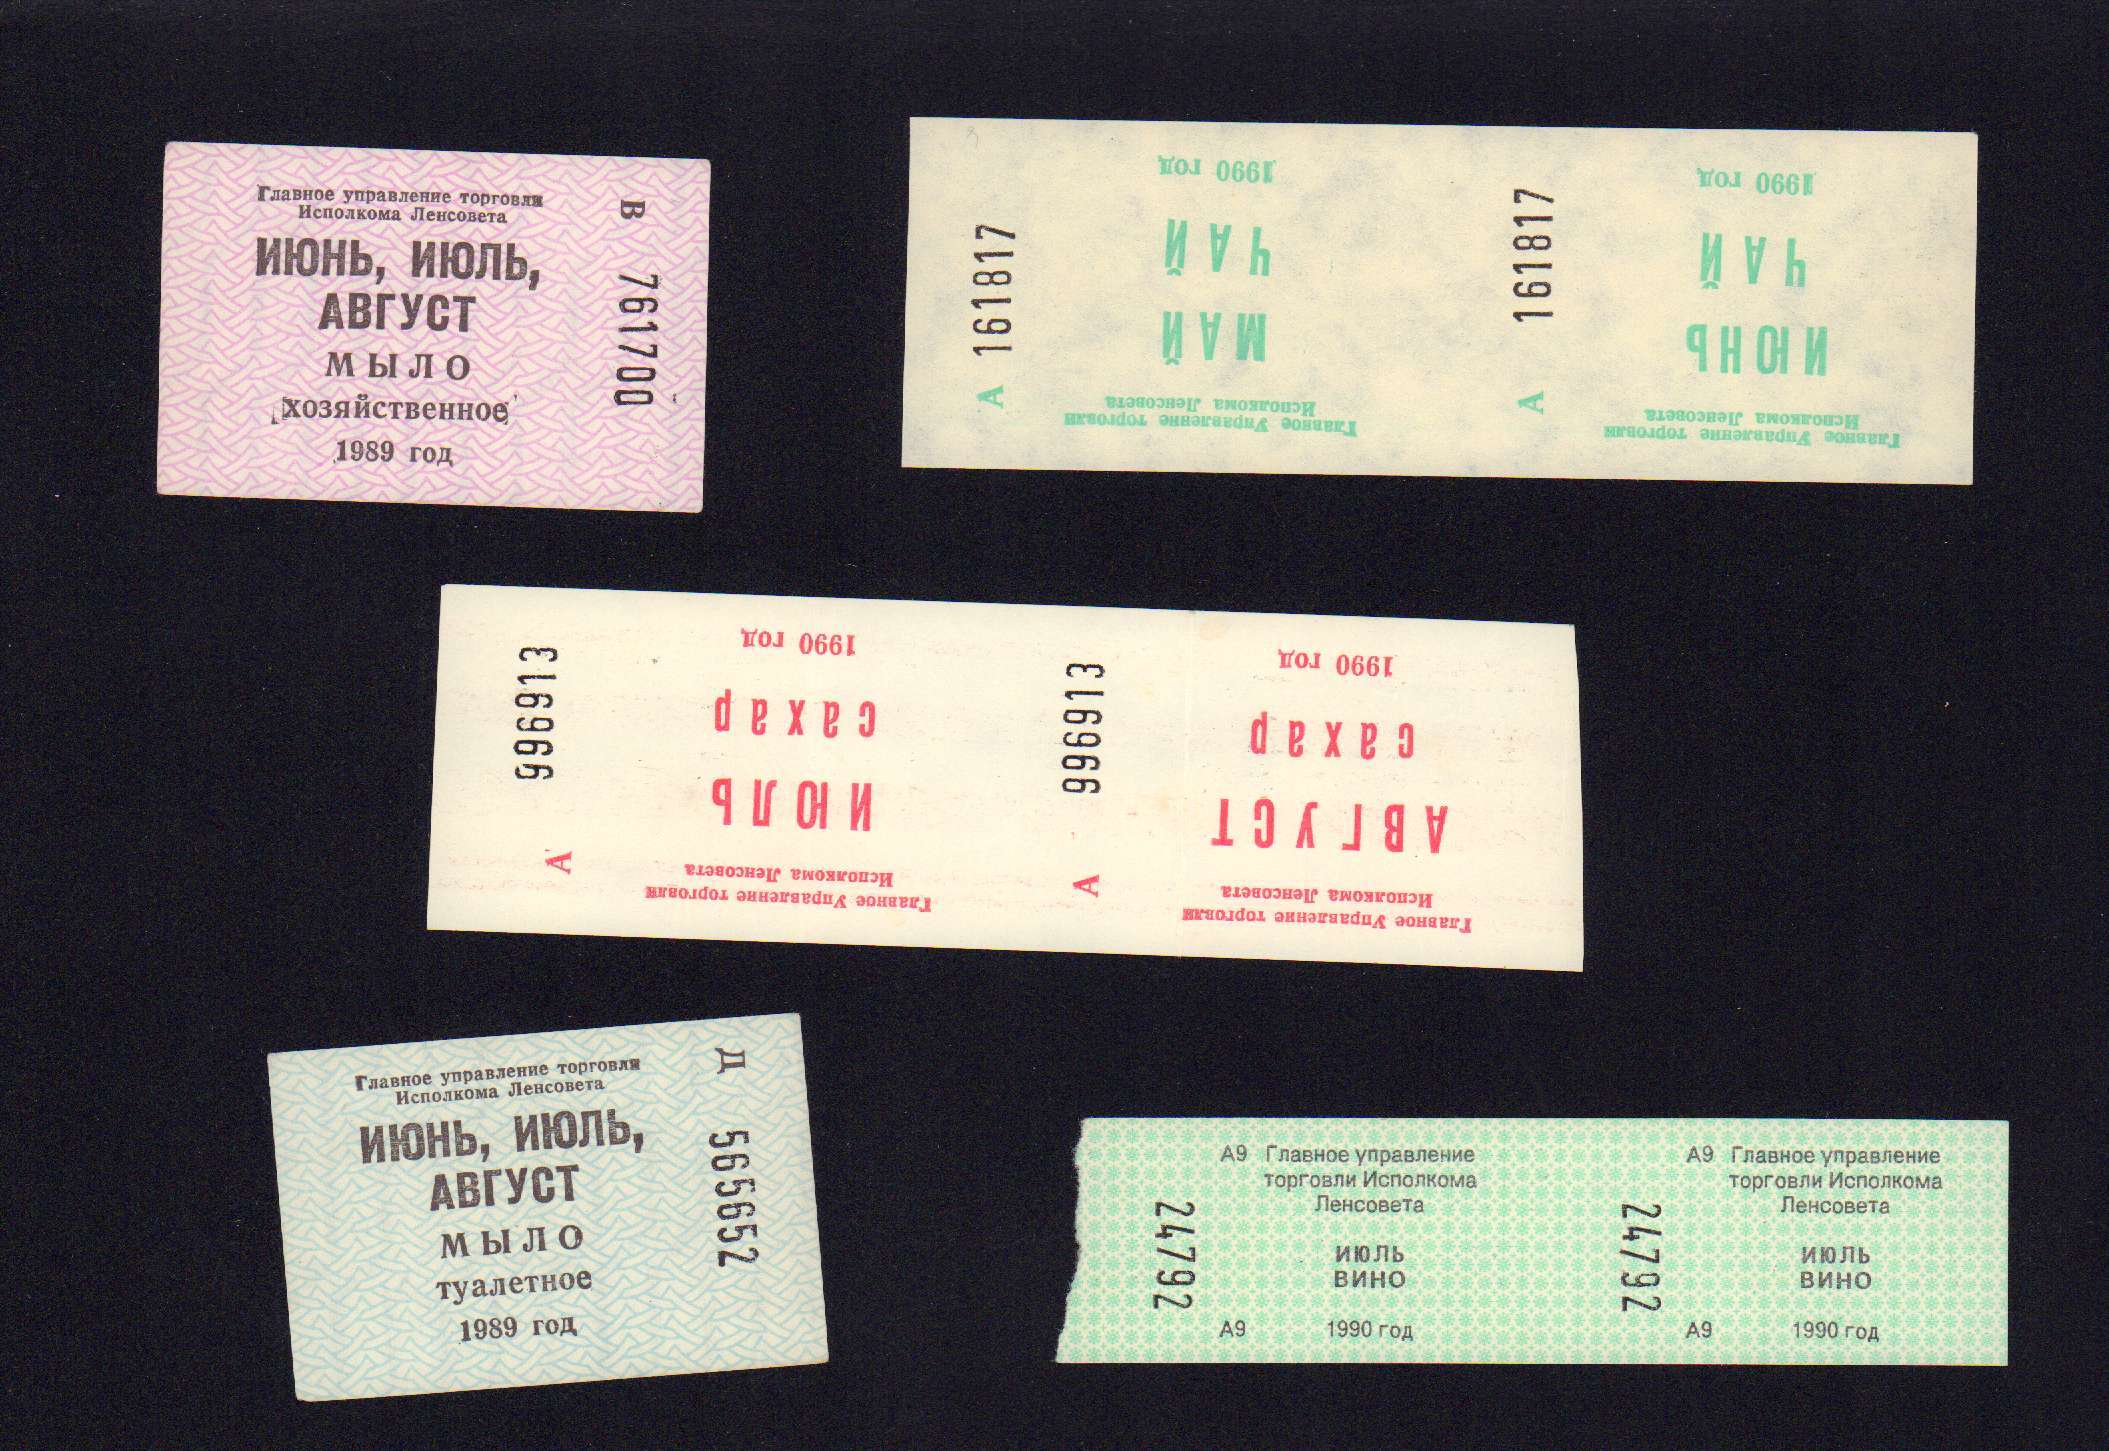 Главное управление торговли
Исполкома Ленсовета
ИЮНЬ, ИЮЛЬ,
АВГУСТ
МЫЛО
хозяйственное
1989 год
В 761700
Главное Управление торговли
Исполкома Ленсовета
МАЙ
ЧАЙ
1990 год
А 161817
Главное Управление торговли
Исполкома Ленсовета
ИЮНЬ
ЧАЙ
1990 год
А 161817
Главное Управление торговли
Исполкома Ленсовета
ИЮЛЬ
сахар
1990 год
А 996913
Главное Управление торговли
Исполкома Ленсовета
АВГУСТ
сахар
1990 год
А 996913
Главное управление торговли
Исполкома Ленсовета
ИЮНЬ, ИЮЛЬ,
АВГУСТ
МЫЛО
туалетное
1989 год
Д 565652
А9 Главное управление
торговли Исполкома
Ленсовета
ИЮЛЬ
ВИНО
А9 1990 год
24792
А9 Главное управление
торговли Исполкома
Ленсовета
ИЮЛЬ
ВИНО
А9 1990 год
24792